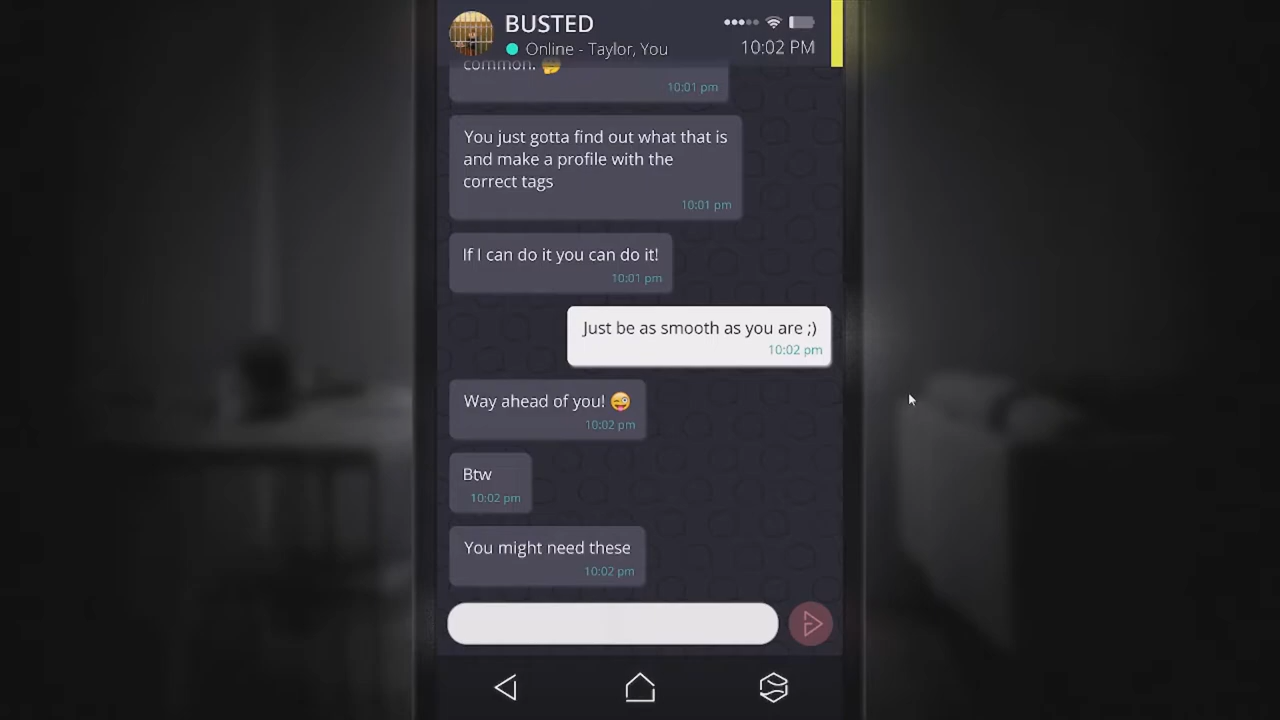 BUSTED
Online - Taylor, You
10:02 PM
common. 🤔
10:01 pm
You just gotta find out what that is
and make a profile with the
correct tags
10:01 pm
If I can do it you can do it!
10:01 pm
Just be as smooth as you are ;)
10:02 pm
Way ahead of you! 😜
10:02 pm
Btw
10:02 pm
You might need these
10:02 pm